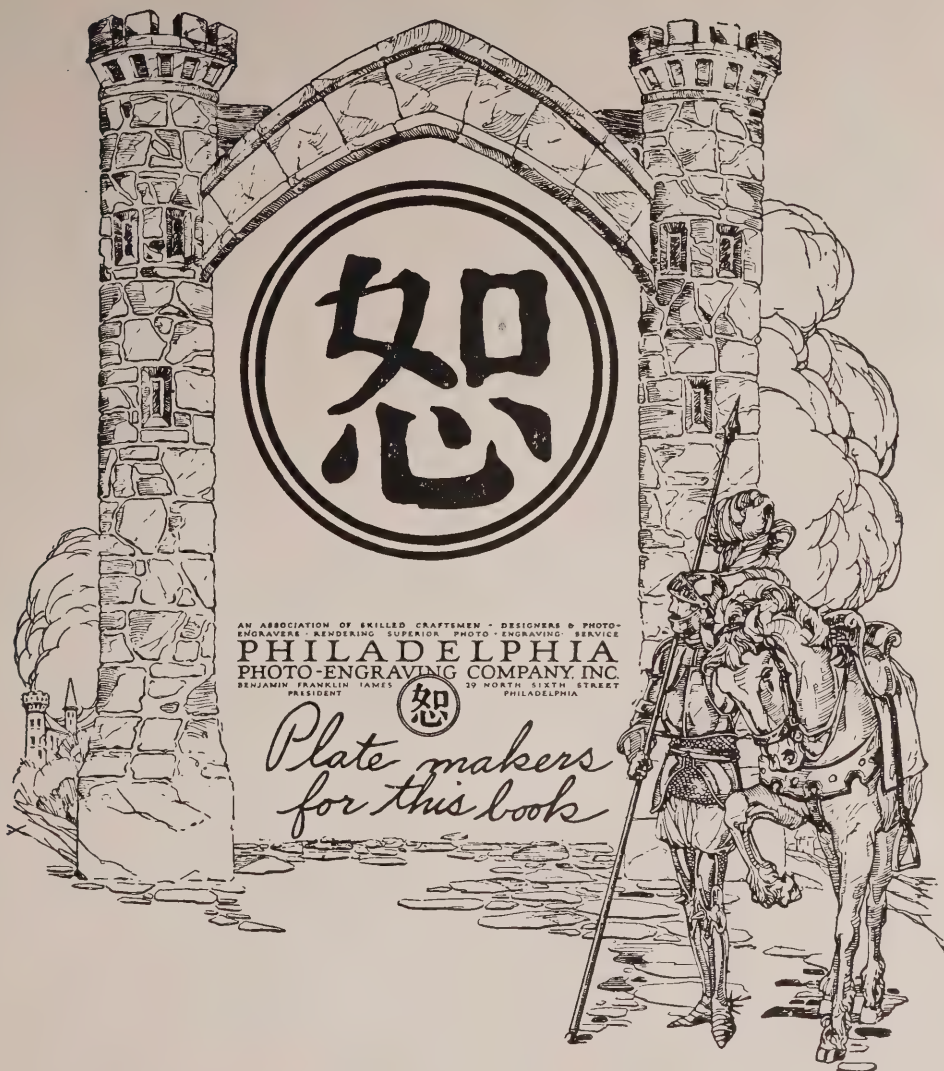 恕
AN ASSOCIATION OF SKILLED CRAFTSMEN - DESIGNERS & PHOTO-
ENGRAVERS - RENDERING SUPERIOR PHOTO - ENGRAVING SERVICE
PHILADELPHIA
PHOTO-ENGRAVING COMPANY. INC.
BENJAMIN FRANKLIN JAMES 29 NORTH SIXTH STREET
PRESIDENT PHILADELPHIA
恕
Plate makers
for this book